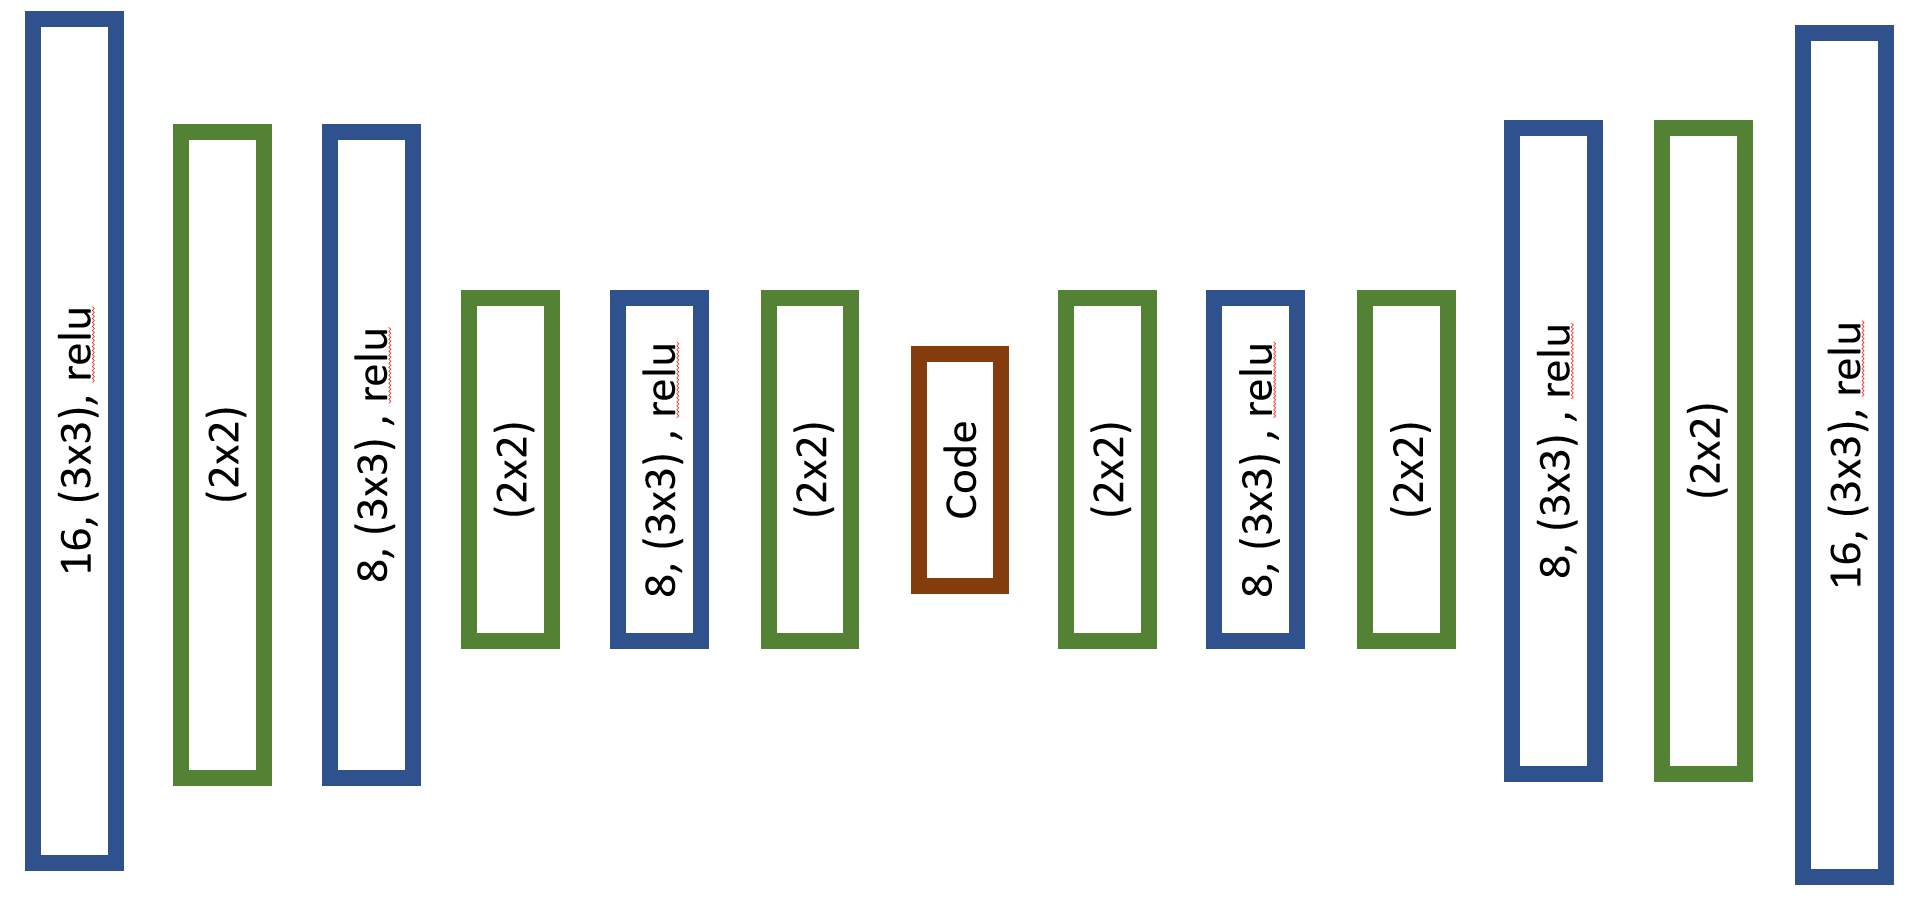 16, (3x3), relu
(2x2)
8, (3x3) , relu
(2x2)
8, (3x3) , relu
(2x2)
Code
(2x2)
8, (3x3) , relu
(2x2)
8, (3x3) , relu
(2x2)
16, (3x3), relu